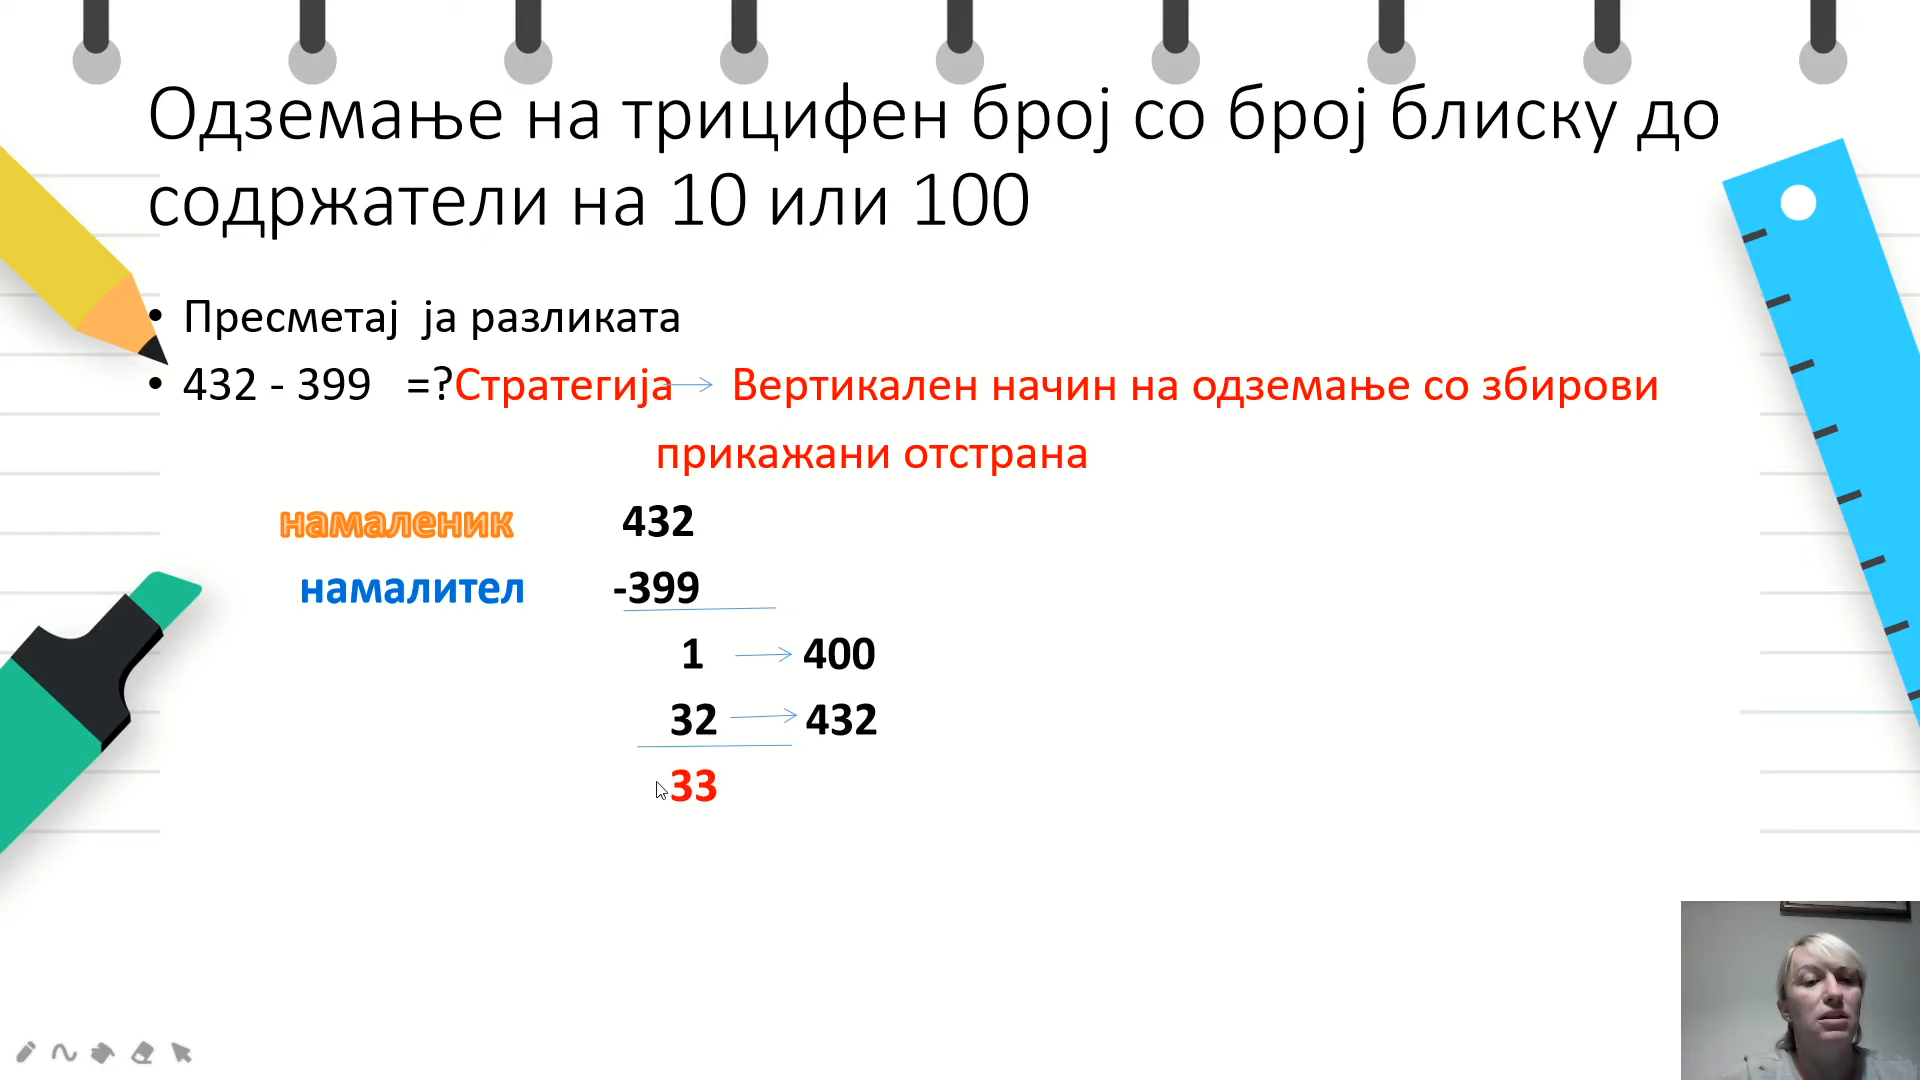 Одземање на трицифен број со број блиску до
содржатели на 10 или 100
• Пресметај ја разликата
• 432 - 399 =?Стратегија Вертикален начин на одземање со збирови
прикажани отстрана
намаленик 432
намалител -399
1 400
32 432
33